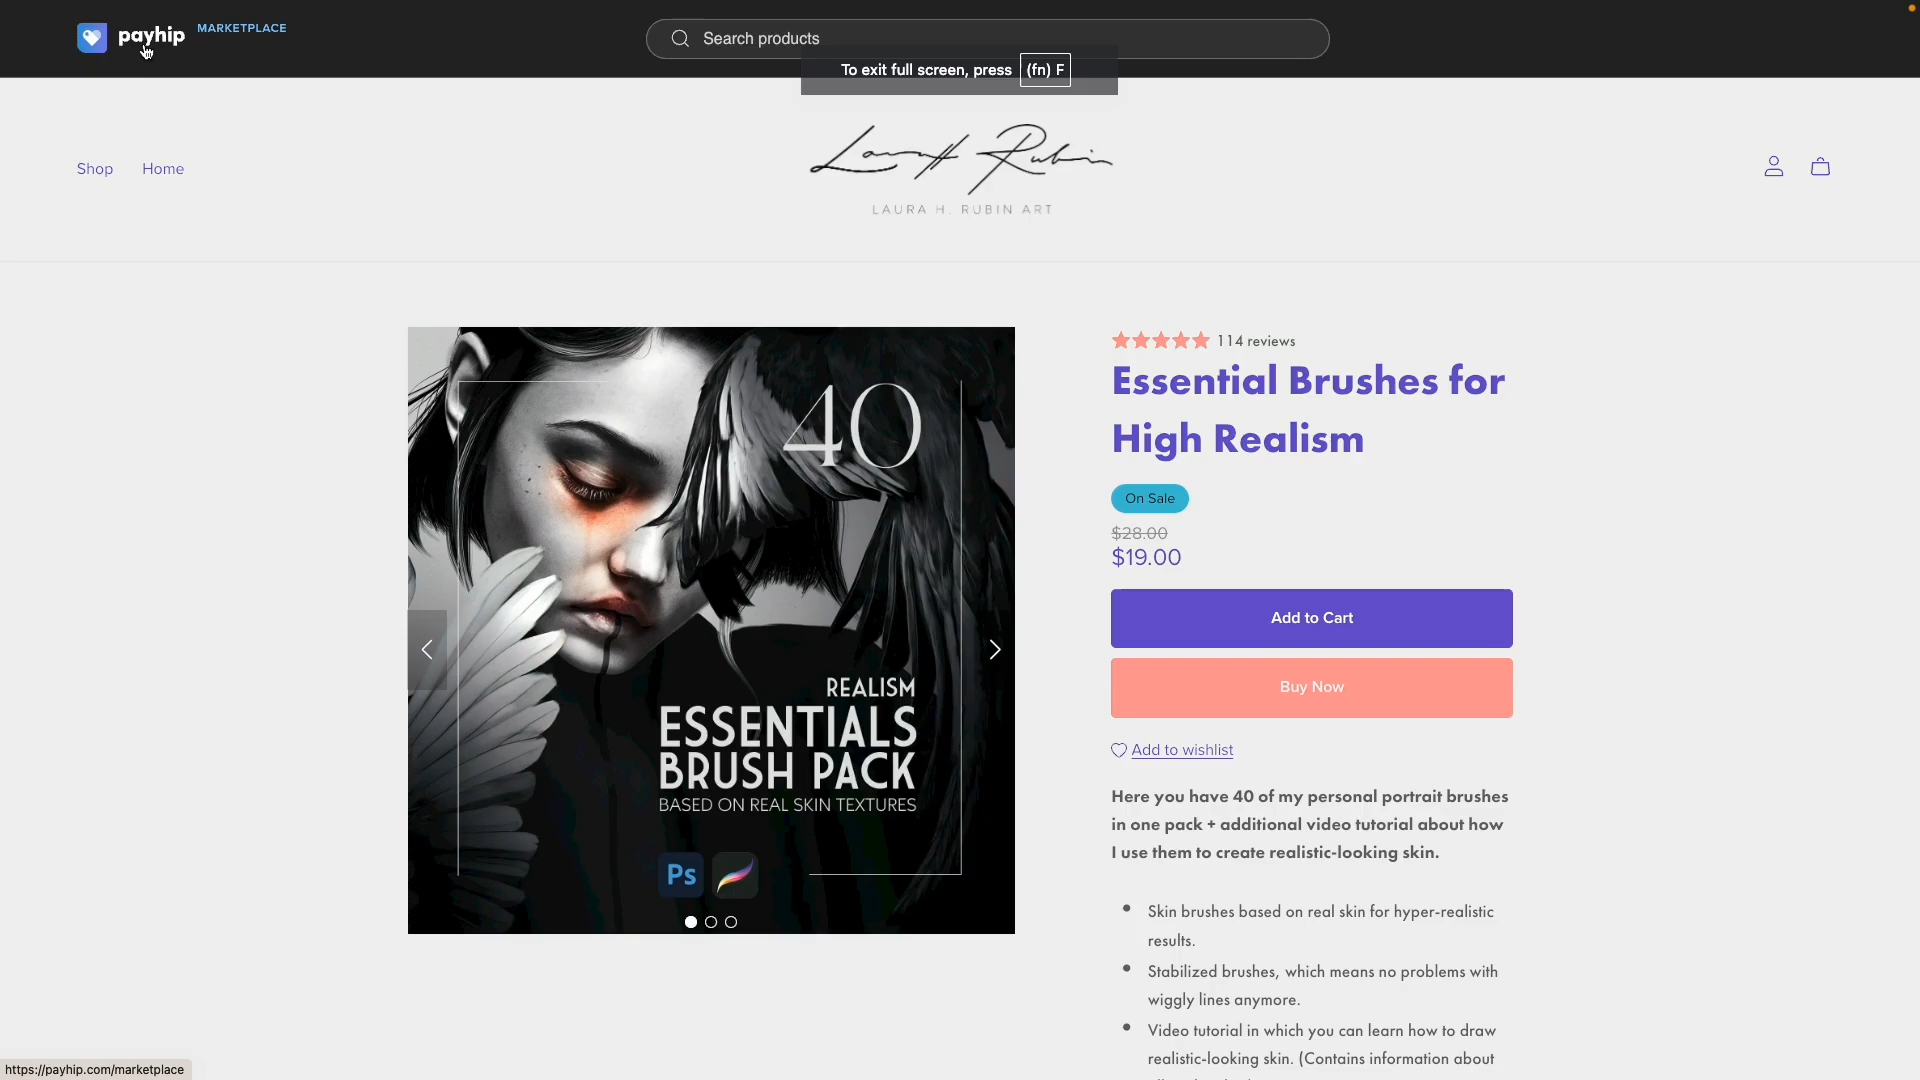 payhip MARKETPLACE
Search products
To exit full screen, press (fn) F
Shop Home
Laura H Rubin
LAURA H. RUBIN ART
40
REALISM
ESSENTIALS
BRUSH PACK
BASED ON REAL SKIN TEXTURES
Ps
114 reviews
Essential Brushes for
High Realism
On Sale
$28.00
$19.00
Add to Cart
Buy Now
Add to wishlist
Here you have 40 of my personal portrait brushes
in one pack + additional video tutorial about how
I use them to create realistic-looking skin.
Skin brushes based on real skin for hyper-realistic
results.
Stabilized brushes, which means no problems with
wiggly lines anymore.
Video tutorial in which you can learn how to draw
realistic-looking skin. (Contains information about
https://payhip.com/marketplace